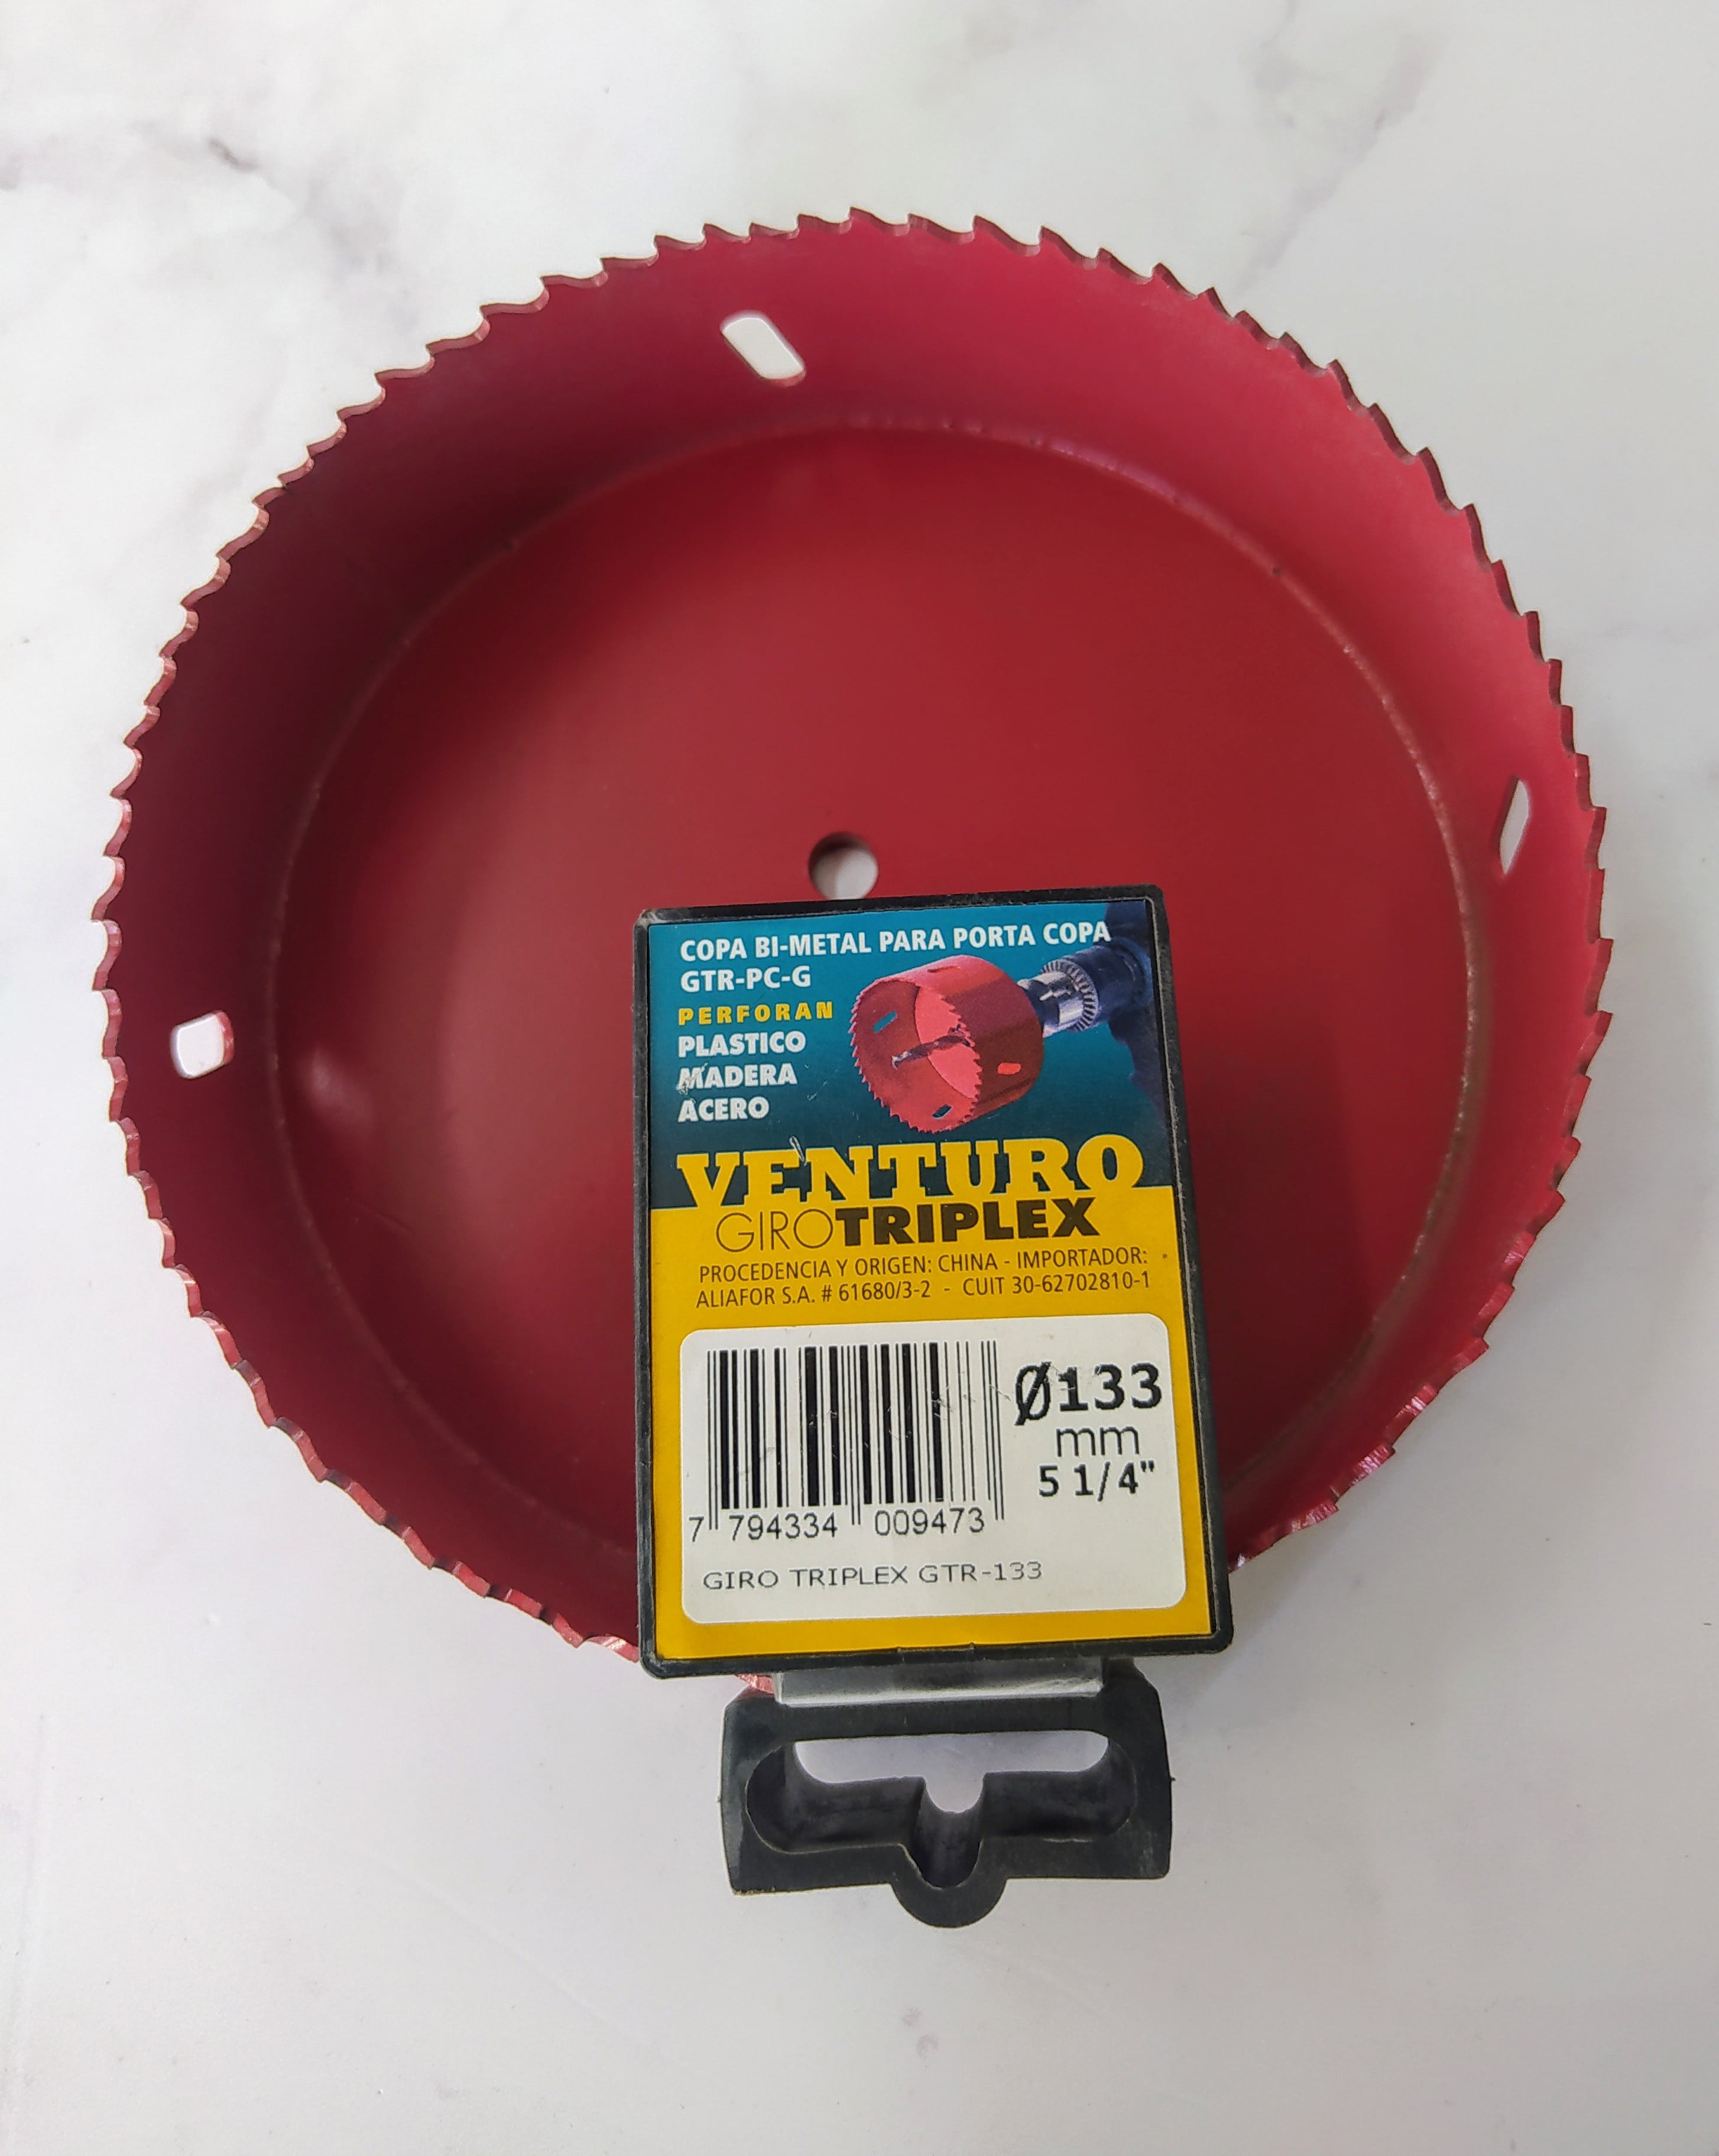 COPA BI-METAL PARA PORTA COPA
GTR-PC-G
PERFORAN
PLASTICO
MADERA
ACERO
VENTURO
GIROTRIPLEX
PROCEDENCIA Y ORIGEN: CHINA - IMPORTADOR:
ALIAFOR S.A. # 61680/3-2 - CUIT 30-62702810-1
Ø133
mm
5 1/4"
7 794334 009473
GIRO TRIPLEX GTR-133